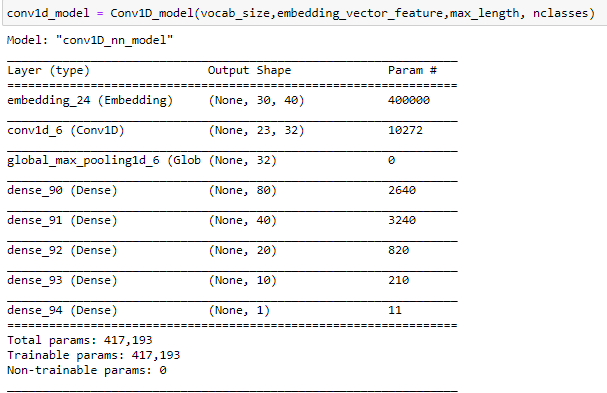 conv1d_model = Conv1D_model(vocab_size,embedding_vector_feature,max_length, nclasses)
Model: "conv1D_nn_model"
_________________________________________________________________
Layer (type)                 Output Shape              Param #
=================================================================
embedding_24 (Embedding)     (None, 30, 40)            400000
_________________________________________________________________
conv1d_6 (Conv1D)            (None, 23, 32)            10272
_________________________________________________________________
global_max_pooling1d_6 (Glob (None, 32)                0
_________________________________________________________________
dense_90 (Dense)             (None, 80)                2640
_________________________________________________________________
dense_91 (Dense)             (None, 40)                3240
_________________________________________________________________
dense_92 (Dense)             (None, 20)                820
_________________________________________________________________
dense_93 (Dense)             (None, 10)                210
_________________________________________________________________
dense_94 (Dense)             (None, 1)                 11
=================================================================
Total params: 417,193
Trainable params: 417,193
Non-trainable params: 0
_________________________________________________________________